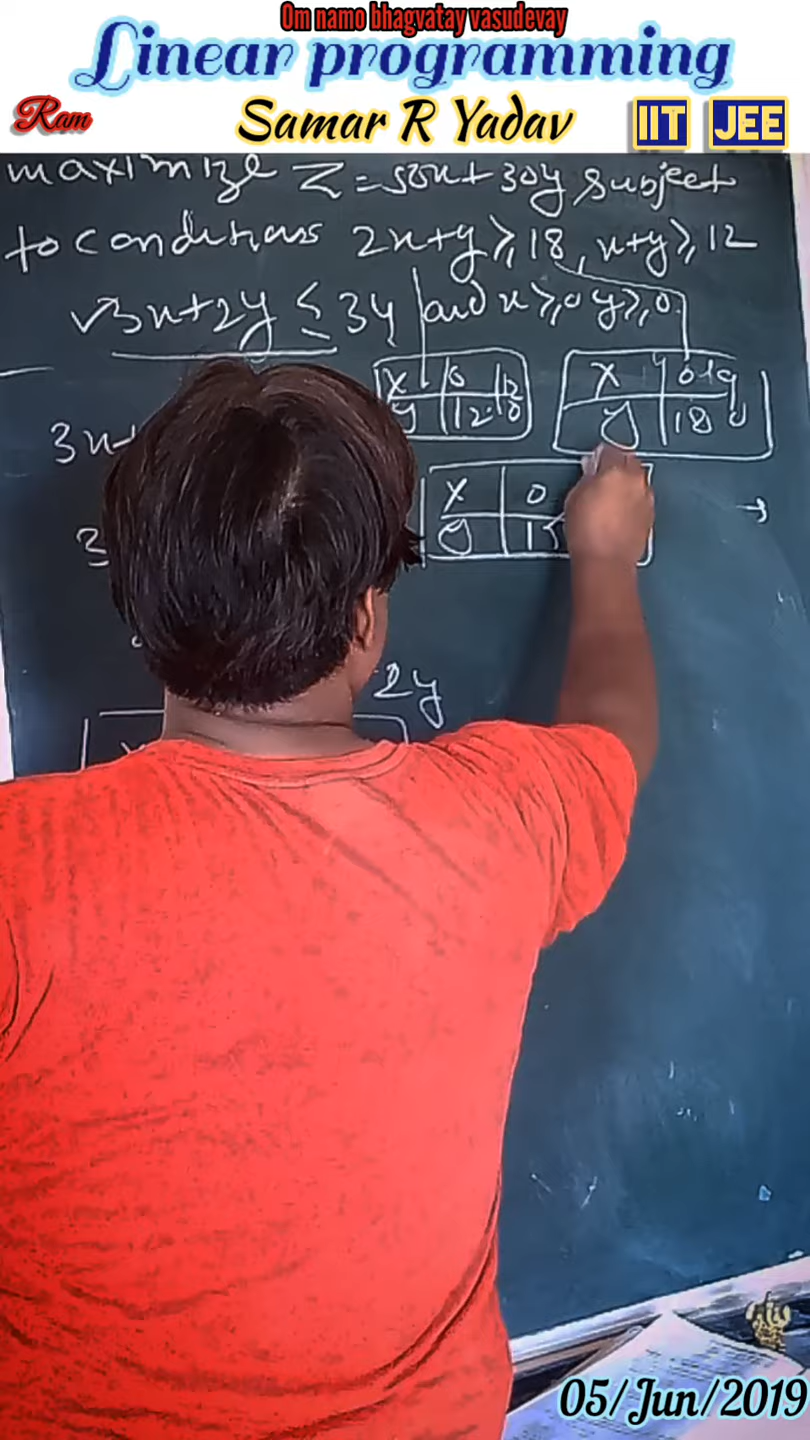 Om namo bhagvatay vasudevay
Linear programming
Ram
Samar R Yadav
IIT JEE
maximize Z = 50x + 30y subject
to conditions 2x+y ≥ 18, x+y ≥ 12
√3x+2y ≤ 34 and x ≥ 0 y ≥ 0
x 0 12
y 12 0
x 0 9
y 18 0
3x+
x 0
y
3
2y
05/Jun/2019